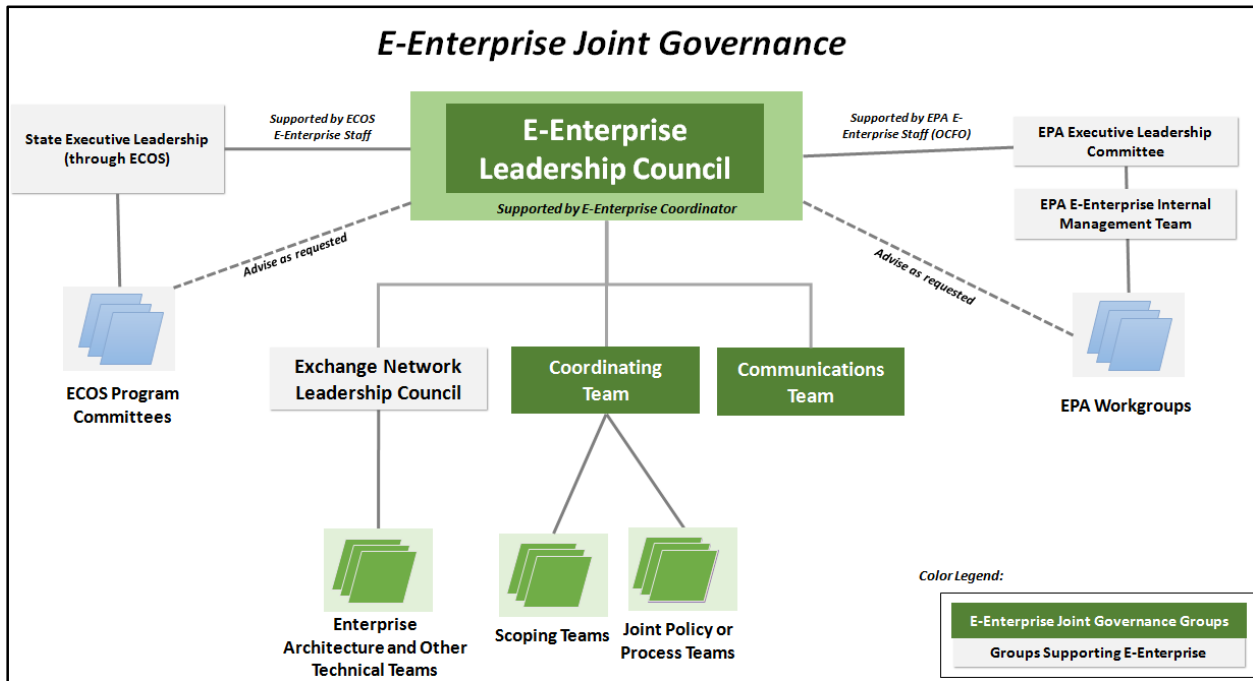 E-Enterprise Joint Governance
State Executive Leadership
(through ECOS)
Supported by ECOS
E-Enterprise Staff
E-Enterprise
Leadership Council
Supported by E-Enterprise Coordinator
Supported by EPA E-
Enterprise Staff (OCFO)
EPA Executive Leadership
Committee
EPA E-Enterprise Internal
Management Team
Advise as requested
Advise as requested
ECOS Program
Committees
Exchange Network
Leadership Council
Coordinating
Team
Communications
Team
EPA Workgroups
Enterprise
Architecture and Other
Technical Teams
Scoping Teams
Joint Policy or
Process Teams
Color Legend:
E-Enterprise Joint Governance Groups
Groups Supporting E-Enterprise